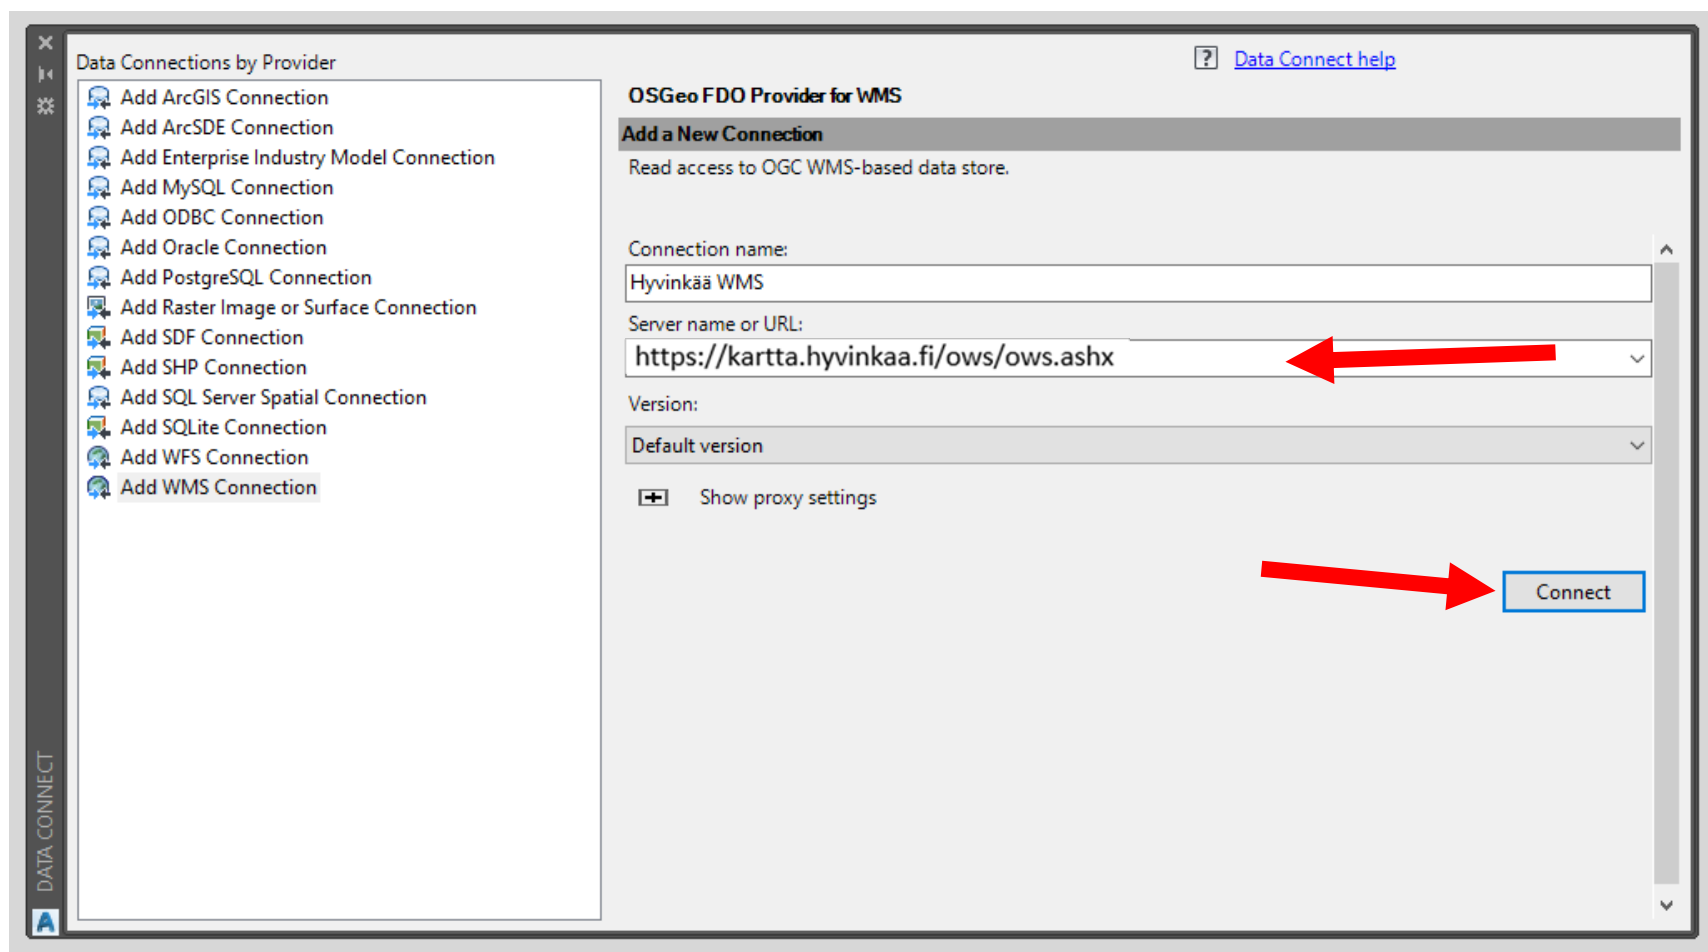 Data Connections by Provider
Add ArcGIS Connection
Add ArcSDE Connection
Add Enterprise Industry Model Connection
Add MySQL Connection
Add ODBC Connection
Add Oracle Connection
Add PostgreSQL Connection
Add Raster Image or Surface Connection
Add SDF Connection
Add SHP Connection
Add SQL Server Spatial Connection
Add SQLite Connection
Add WFS Connection
Add WMS Connection
? Data Connect help
OSGeo FDO Provider for WMS
Add a New Connection
Read access to OGC WMS-based data store.
Connection name:
Hyvinkää WMS
Server name or URL:
https://kartta.hyvinkaa.fi/ows/ows.ashx
Version:
Default version
Show proxy settings
Connect
DATA CONNECT
A